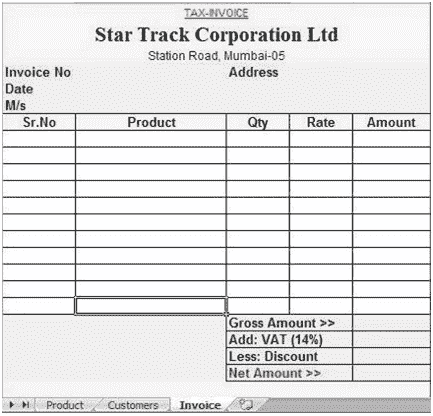 TAX-INVOICE
Star Track Corporation Ltd
Station Road, Mumbai-05
Invoice No Address
Date
M/s
Sr.No Product Qty Rate Amount
Gross Amount >>
Add: VAT (14%)
Less: Discount
Net Amount >>
Product Customers Invoice